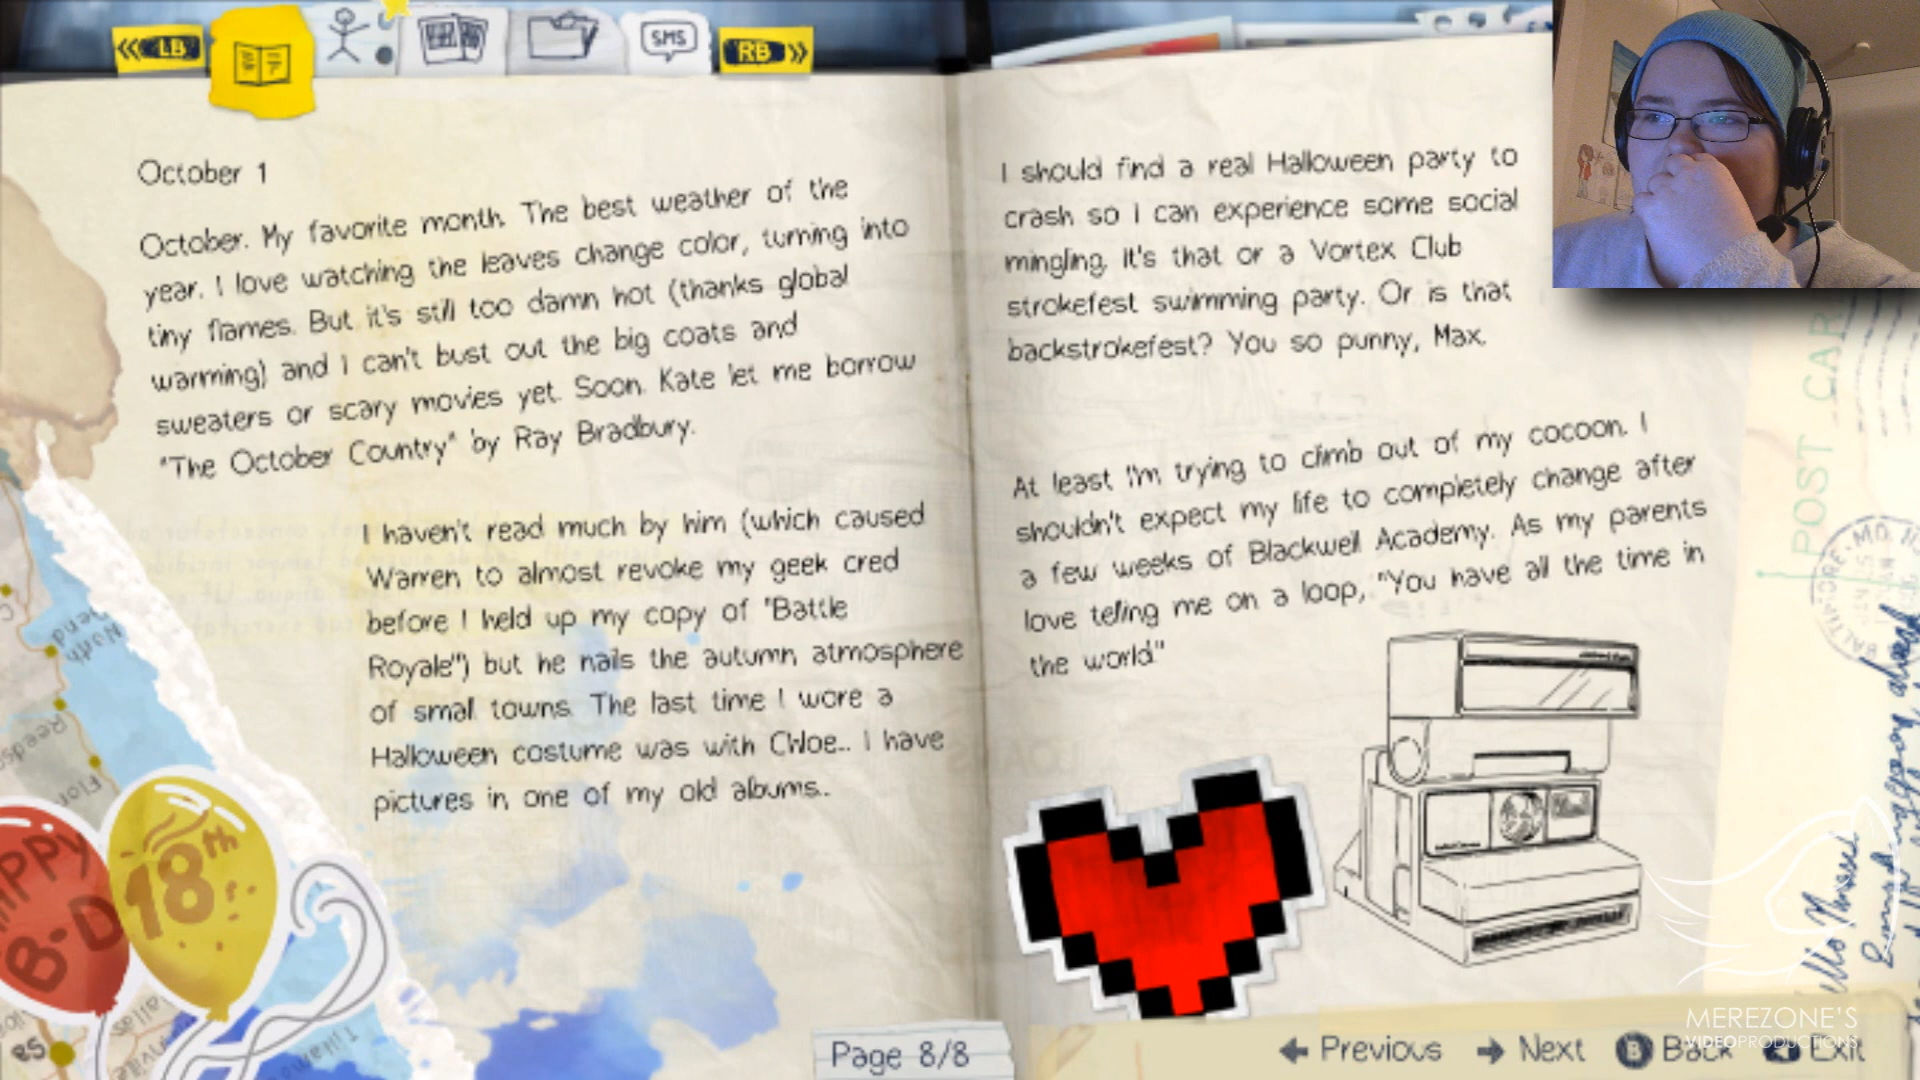 LB
SMS
RB
October 1
October. My favorite month. The best weather of the
year. I love watching the leaves change color, turning into
tiny flames. But it's still too damn hot (thanks global
warming) and I can't bust out the big coats and
sweaters or scary movies yet. Soon. Kate let me borrow
"The October Country" by Ray Bradbury.
I haven't read much by him (which caused
Warren to almost revoke my geek cred
before I held up my copy of "Battle
Royale") but he nails the autumn atmosphere
of small towns. The last time I wore a
Halloween costume was with Chloe... I have
pictures in one of my old albums...
I should find a real Halloween party to
crash so I can experience some social
mingling. It's that or a Vortex Club
strokefest swimming party. Or is that
backstrokefest? You so punny, Max.
At least I'm trying to climb out of my cocoon. I
shouldn't expect my life to completely change after
a few weeks of Blackwell Academy. As my parents
love telling me on a loop, "You have all the time in
the world."
B-D
18th
POST CAR
North
Page 8/8
Previous
Next
B Back
Exit
MEREZONE'S
VIDEOPRODUCTIONS